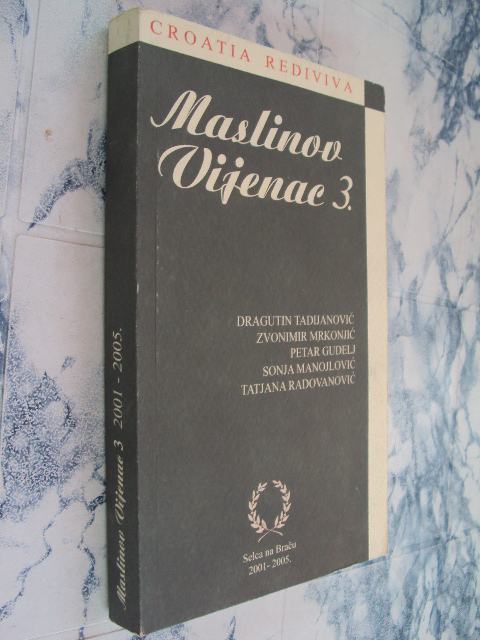 CROATIA REDIVIVA
Maslinov
Vijenac 3.
DRAGUTIN TADIJANOVIĆ
ZVONIMIR MRKONJIĆ
PETAR GUDELJ
SONJA MANOJLOVIĆ
TATJANA RADOVANOVIĆ
Selca na Braču
2001-2005.
Maslinov Vijenac 3 2001 - 2005.